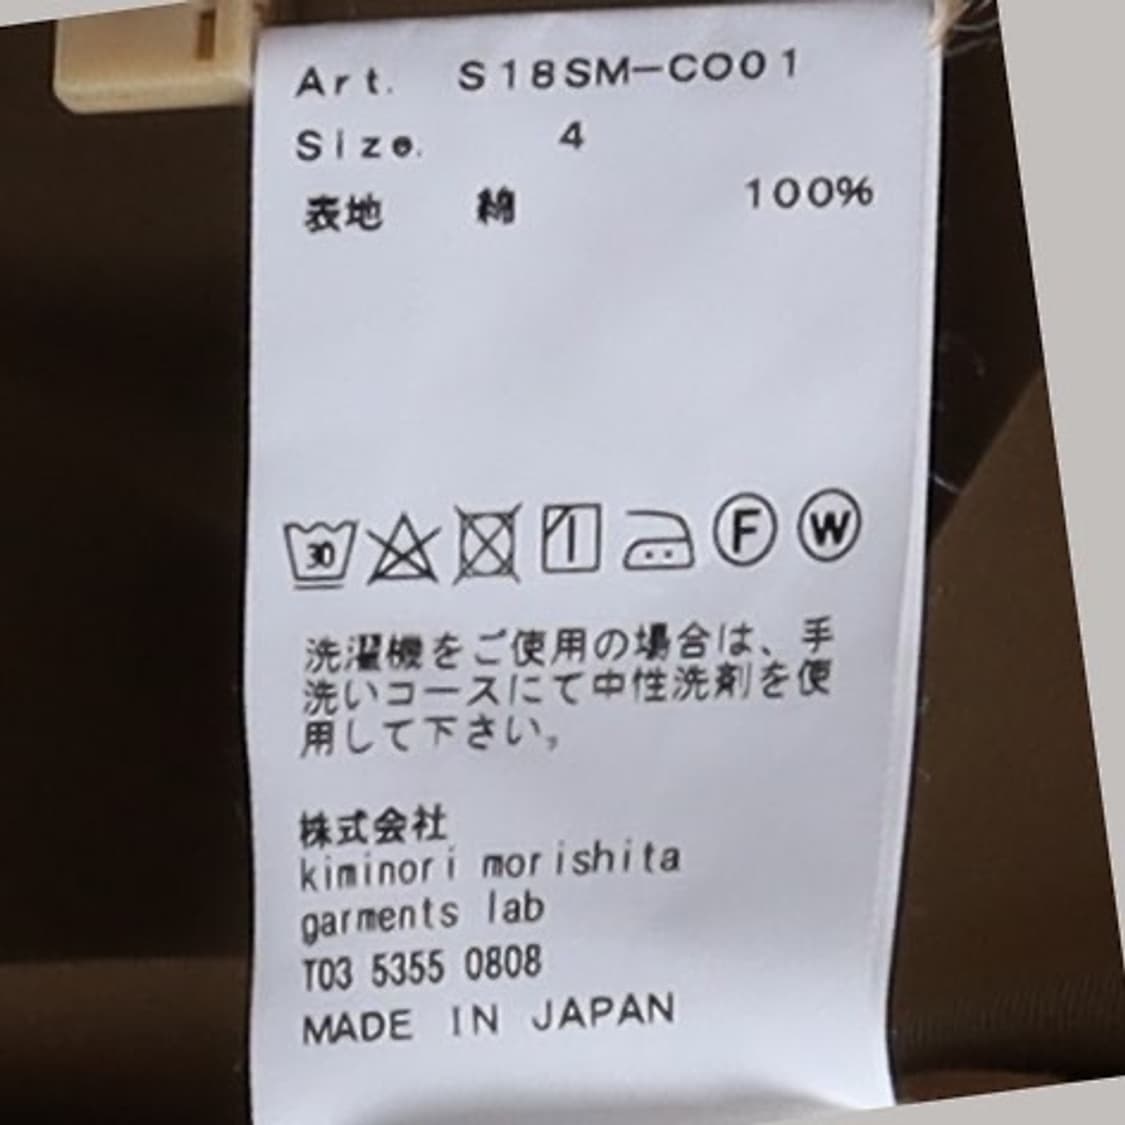 Art. S18SM-CO01
Size. 4
表地 綿 100%
30 F W
洗濯機をご使用の場合は、手
洗いコースにて中性洗剤を使
用して下さい。
株式会社
kiminori morishita
garments lab
T03 5355 0808
MADE IN JAPAN